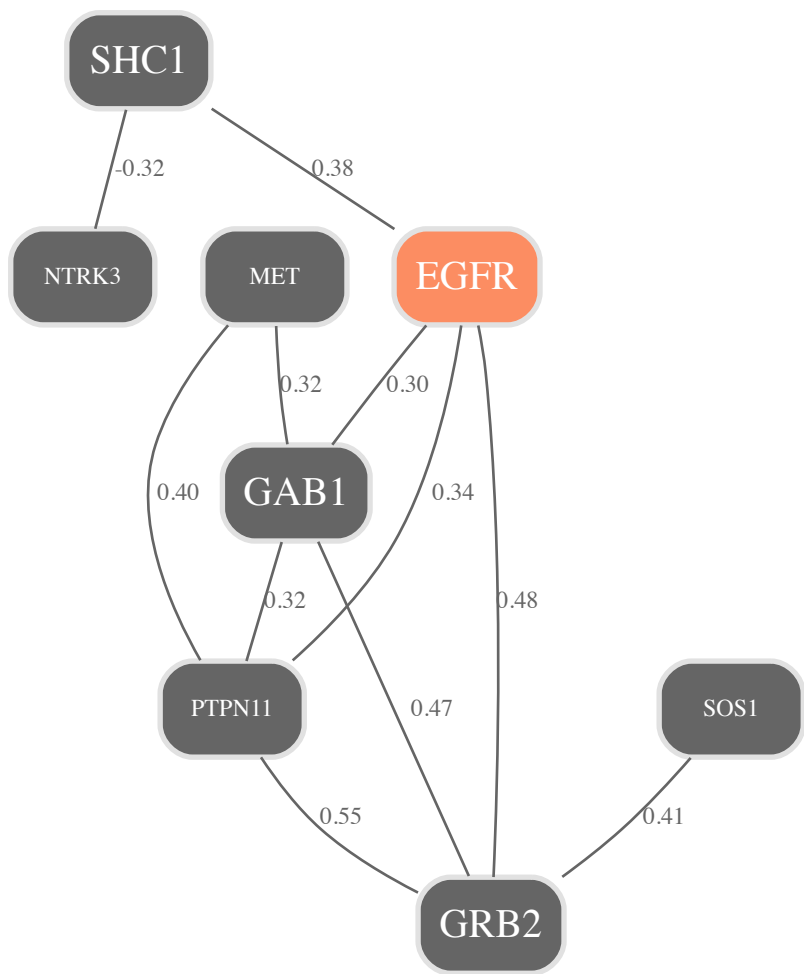 SHC1
-0.32
0.38
NTRK3
MET
EGFR
0.32
0.30
0.40
GAB1
0.34
0.32
0.48
PTPN11
0.47
SOS1
0.55
0.41
GRB2